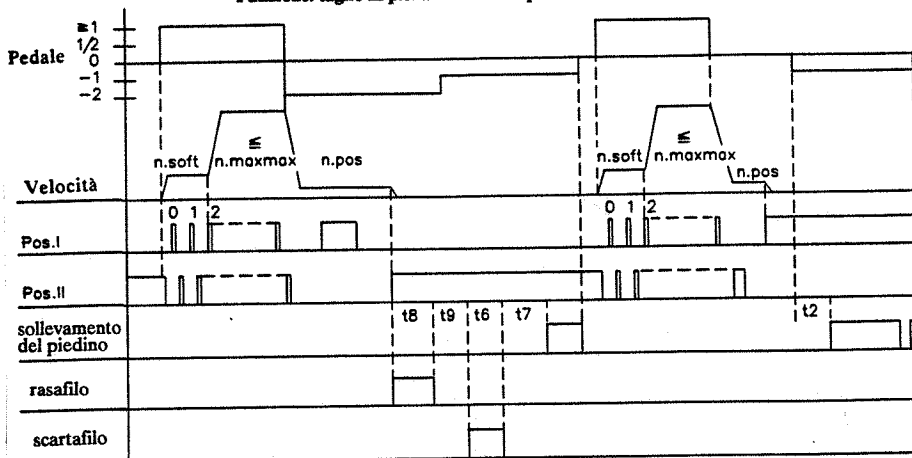 Pedale
≧1
1/2
0
−1
−2
≦ ≦
n.soft n.maxmax n.pos n.soft n.maxmax n.pos
Velocità
0 1 2 0 1 2
Pos.I
Pos.II
t8 t9 t6 t7 t2
sollevamento
del piedino
rasafilo
scartafilo